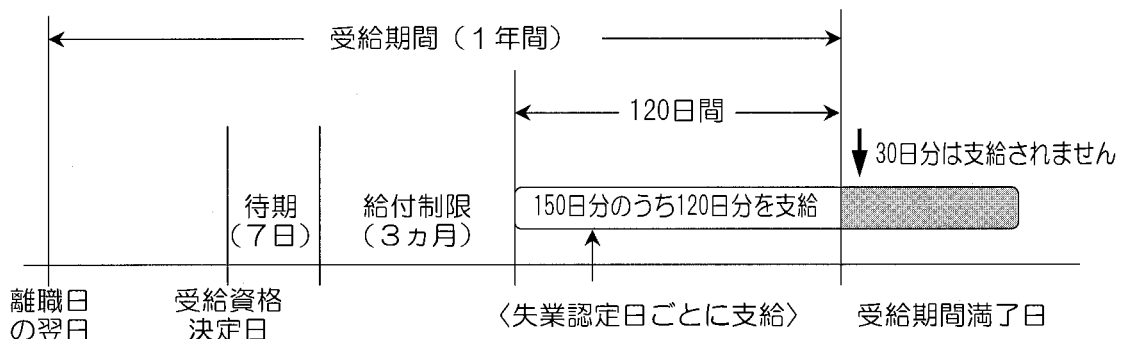 受給期間（１年間）
120日間
30日分は支給されません
待期
（７日）
給付制限
（３ヵ月）
150日分のうち120日分を支給
離職日
の翌日
受給資格
決定日
〈失業認定日ごとに支給〉
受給期間満了日